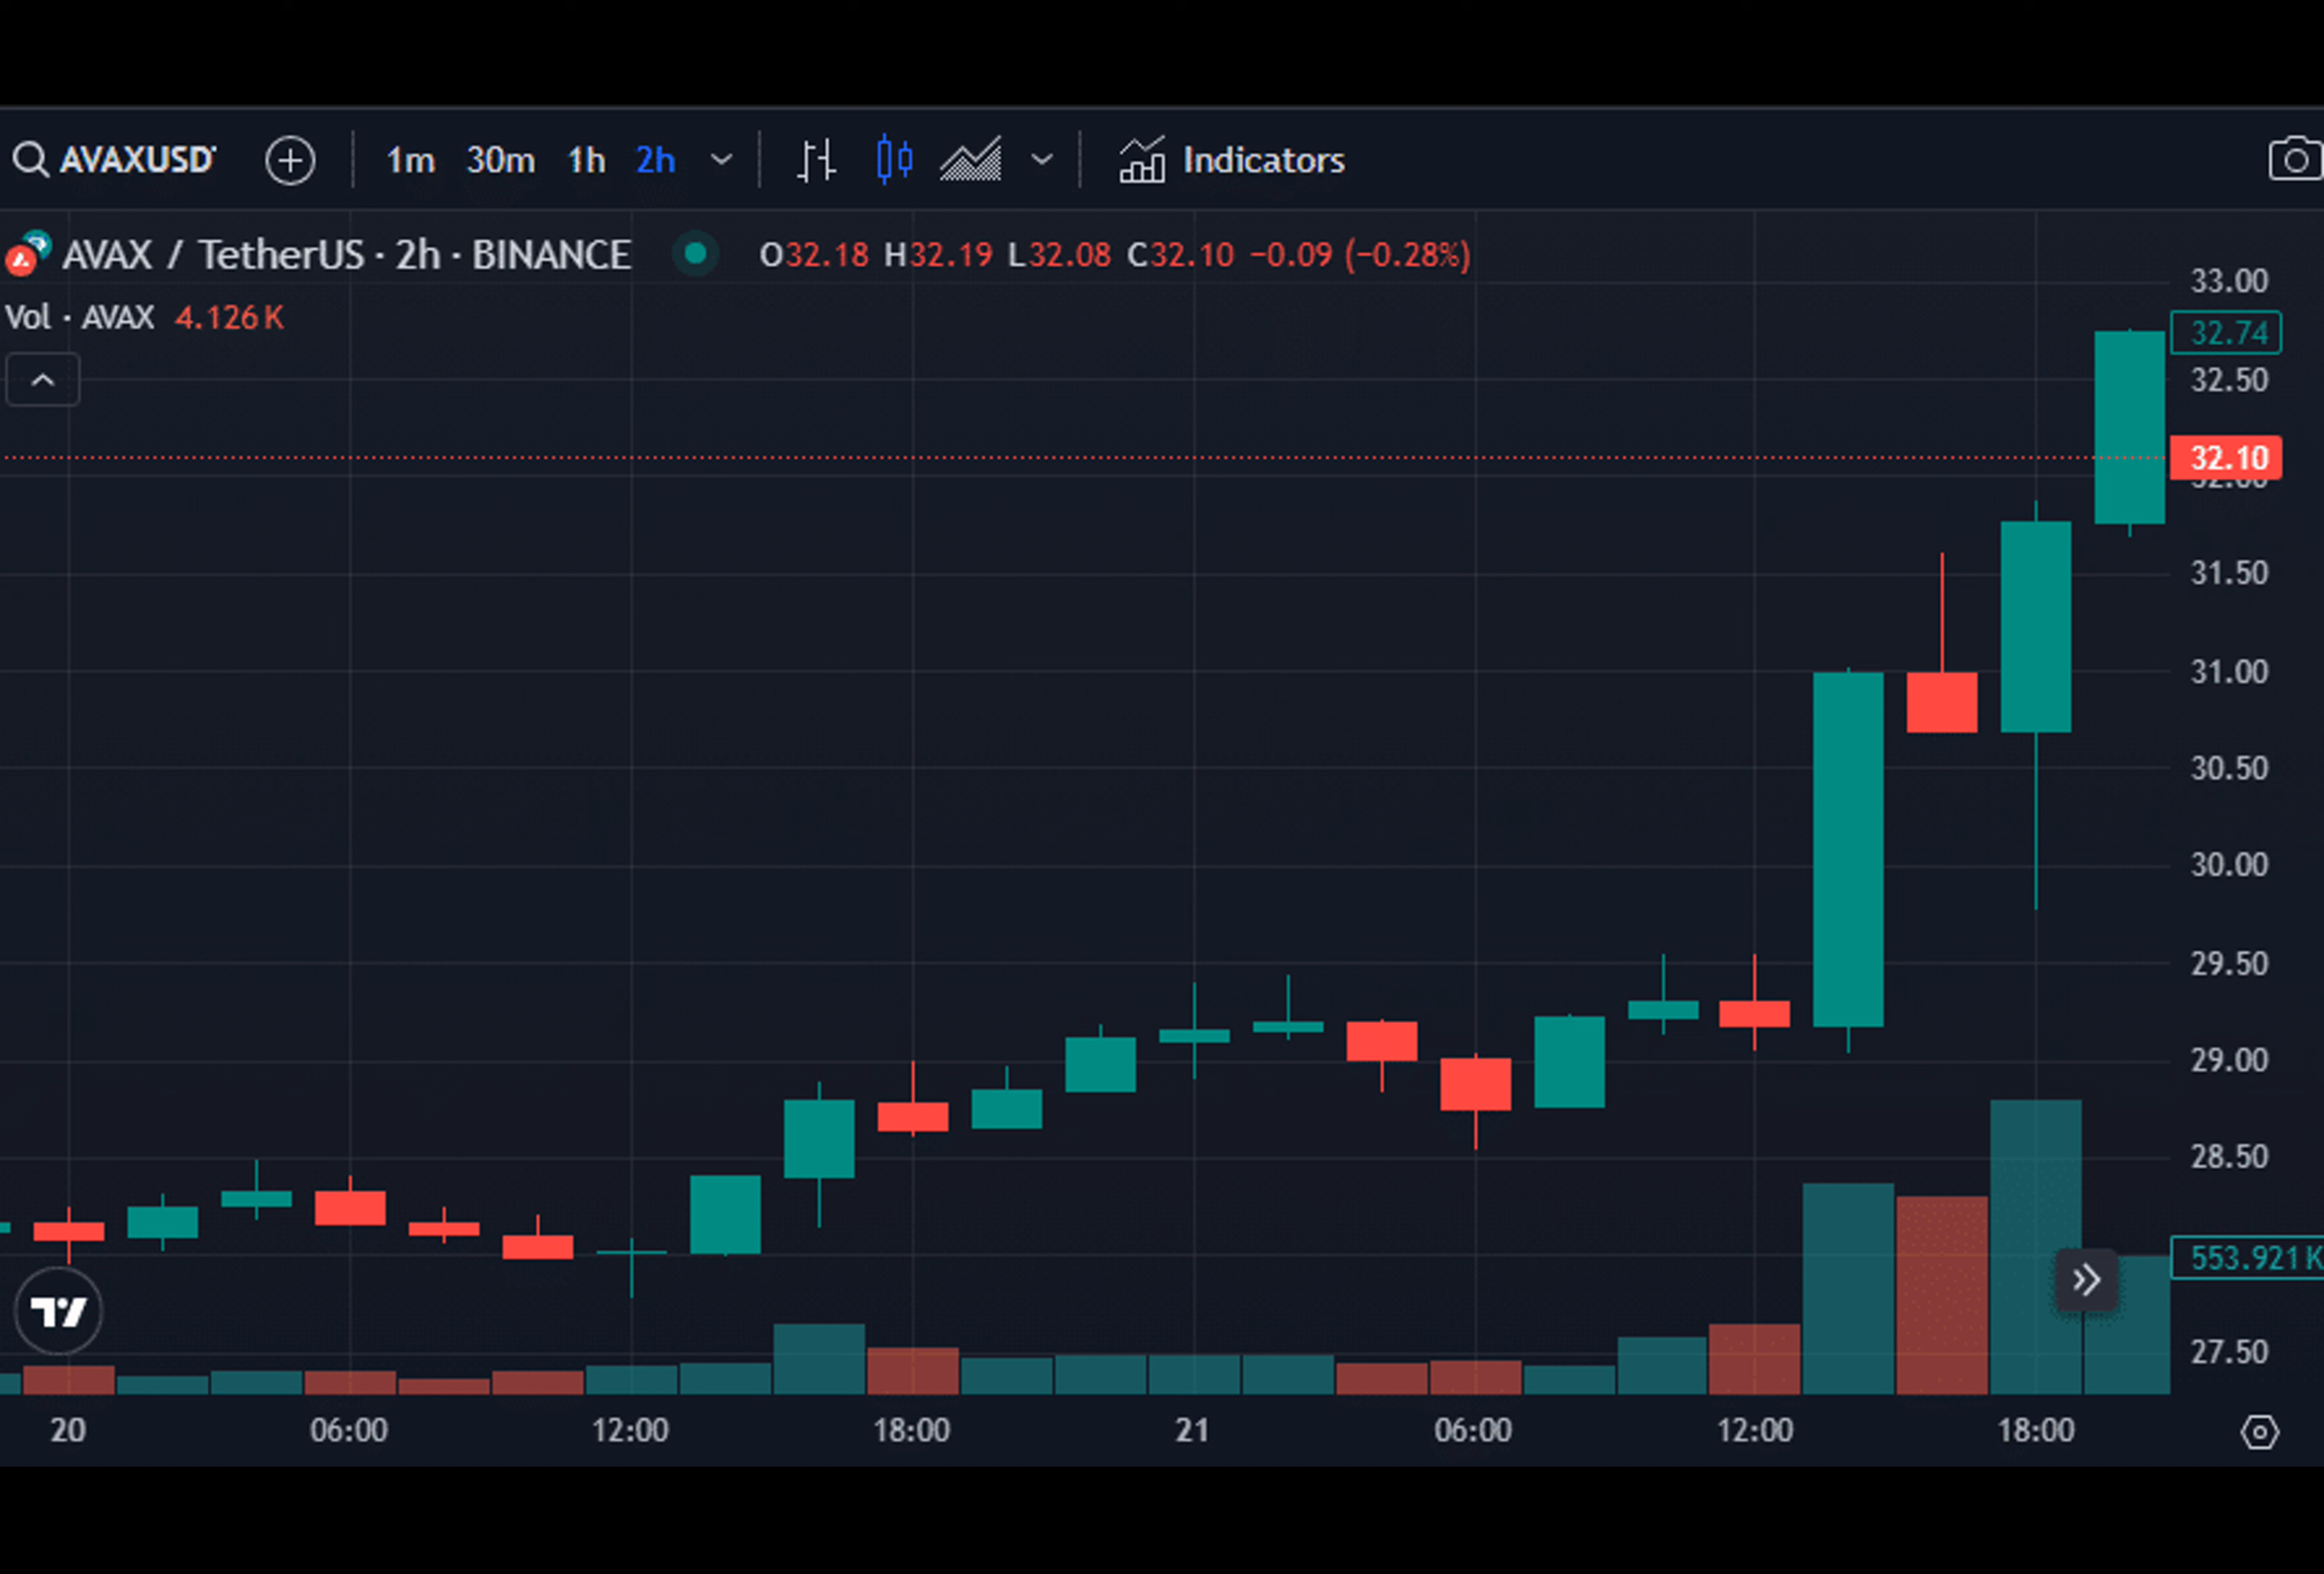 AVAXUSD
1m 30m 1h 2h
Indicators
AVAX / TetherUS · 2h · BINANCE
O32.18 H32.19 L32.08 C32.10 −0.09 (−0.28%)
Vol · AVAX 4.126 K
33.00
32.74
32.50
32.10
31.50
31.00
30.50
30.00
29.50
29.00
28.50
553.921 K
27.50
20 06:00 12:00 18:00 21 06:00 12:00 18:00